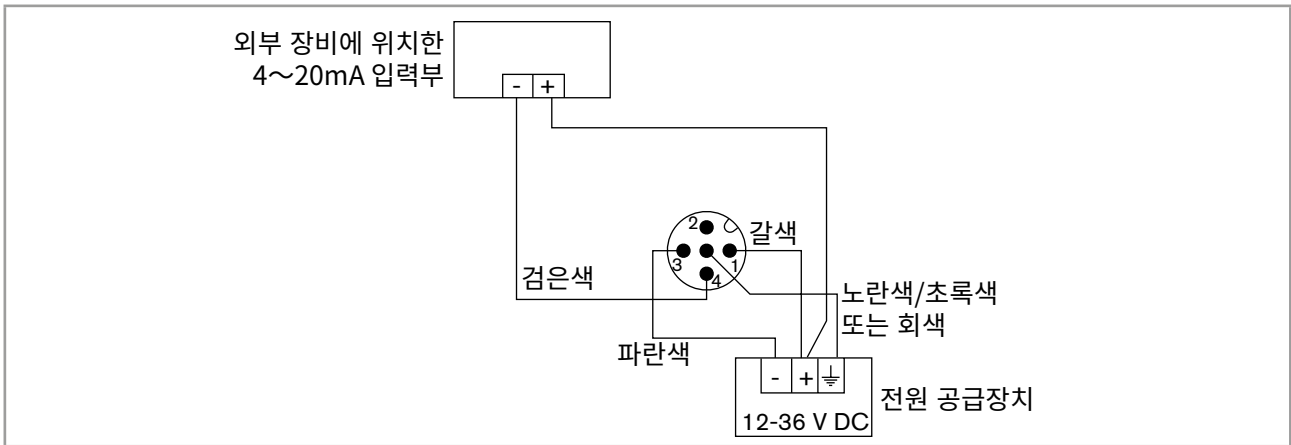 외부 장비에 위치한
4～20mA 입력부
- +
2
갈색
3
1
4
검은색
노란색/초록색
또는 회색
파란색
- +
전원 공급장치
12-36 V DC